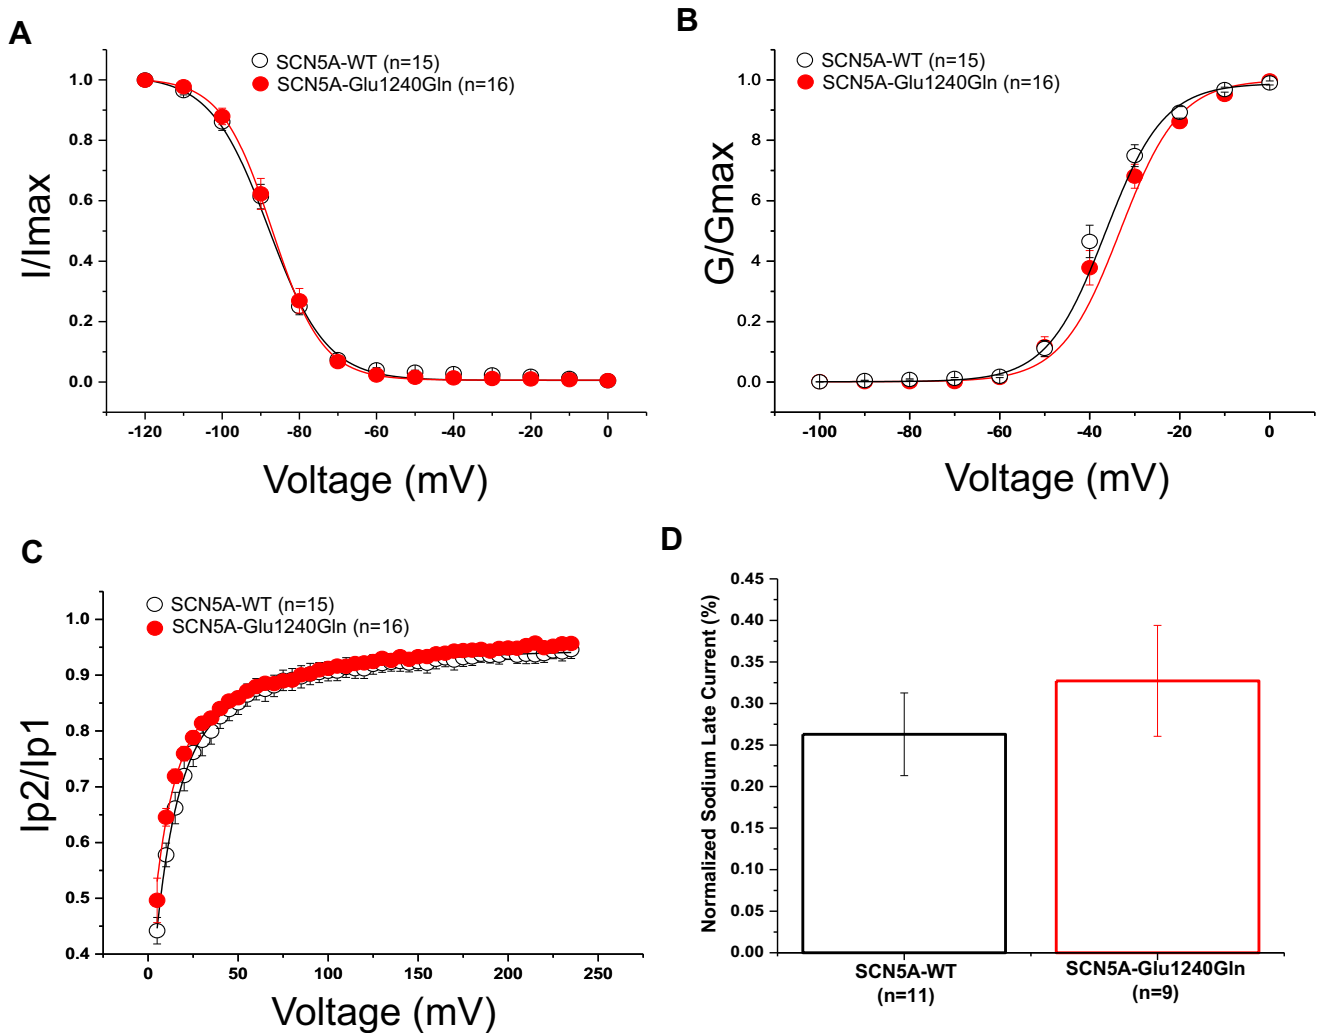 A
SCN5A-WT (n=15)
SCN5A-Glu1240Gln (n=16)
1.0
0.8
0.6
0.4
0.2
0.0
I/Imax
-120 -100 -80 -60 -40 -20 0
Voltage (mV)
B
SCN5A-WT (n=15)
SCN5A-Glu1240Gln (n=16)
1.0
0.8
0.6
4
0.2
0.0
G/Gmax
-100 -80 -60 -40 -20 0
Voltage (mV)
C
SCN5A-WT (n=15)
SCN5A-Glu1240Gln (n=16)
1.0
0.9
0.8
0.7
0.6
0.5
0.4
Ip2/Ip1
0 50 100 150 200 250
Voltage (mV)
D
0.45
0.40
0.35
0.30
0.25
0.20
0.15
0.10
0.05
0.00
Normalized Sodium Late Current (%)
SCN5A-WT
(n=11)
SCN5A-Glu1240Gln
(n=9)